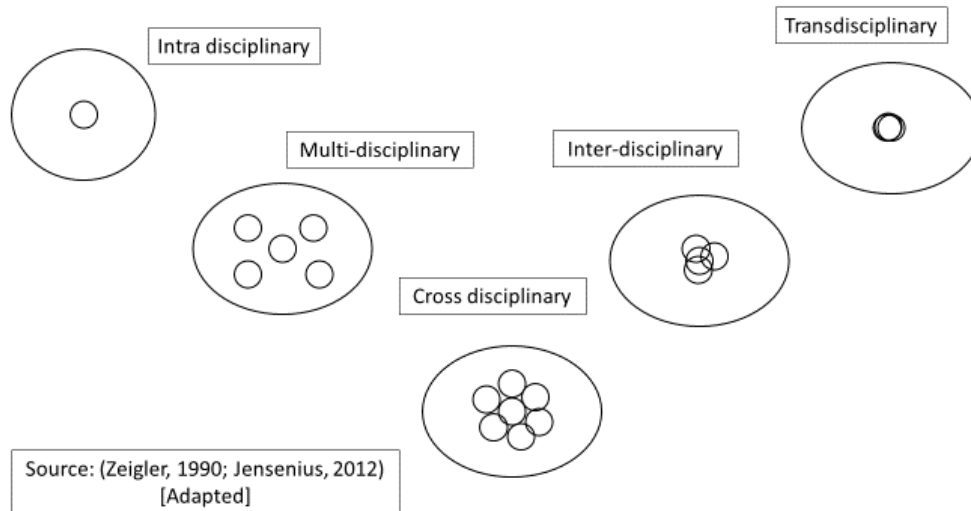 Intra disciplinary
Multi-disciplinary
Cross disciplinary
Inter-disciplinary
Transdisciplinary
Source: (Zeigler, 1990; Jensenius, 2012)
[Adapted]